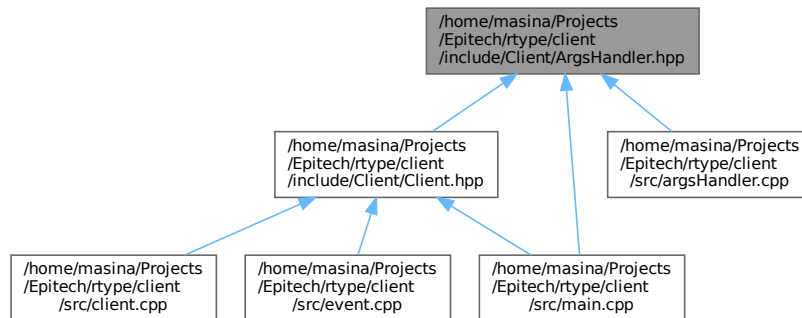 /home/masina/Projects
/Epitech/rtype/client
/include/Client/ArgsHandler.hpp
/home/masina/Projects
/Epitech/rtype/client
/include/Client/Client.hpp
/home/masina/Projects
/Epitech/rtype/client
/src/argsHandler.cpp
/home/masina/Projects
/Epitech/rtype/client
/src/client.cpp
/home/masina/Projects
/Epitech/rtype/client
/src/event.cpp
/home/masina/Projects
/Epitech/rtype/client
/src/main.cpp